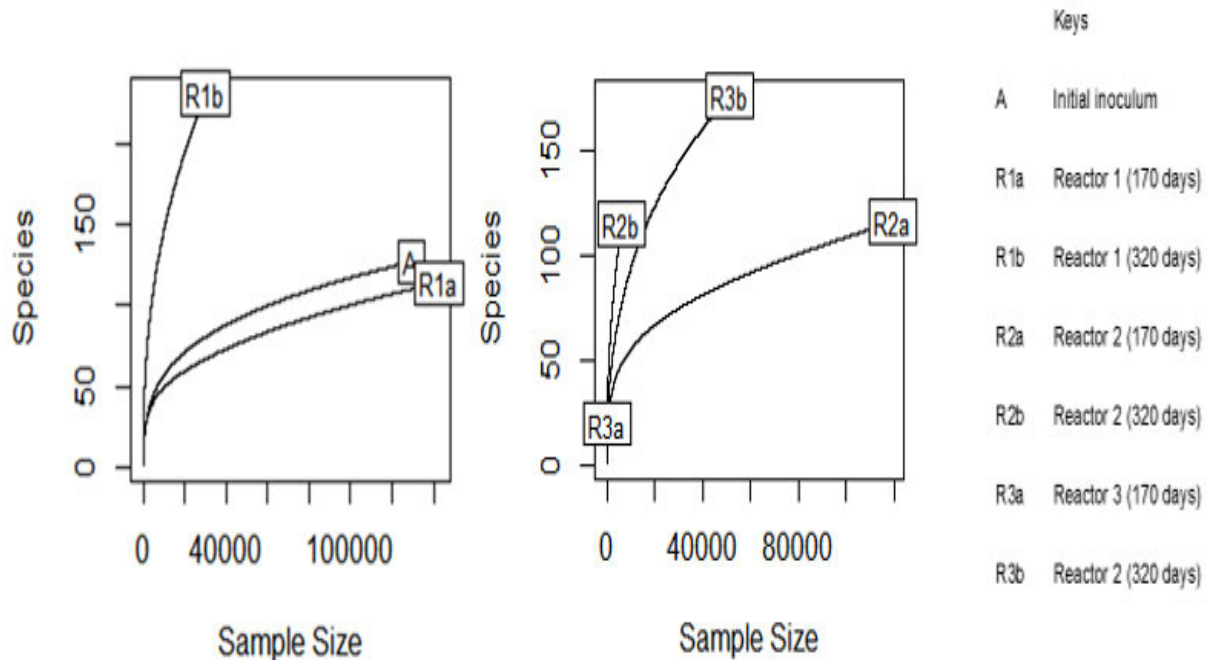 Species
0
50
150
R1b
A
R1a
0 40000 100000
Sample Size
Species
0
50
100
150
R3b
R2b
R2a
R3a
0 40000 80000
Sample Size
Keys
A Initial inoculum
R1a Reactor 1 (170 days)
R1b Reactor 1 (320 days)
R2a Reactor 2 (170 days)
R2b Reactor 2 (320 days)
R3a Reactor 3 (170 days)
R3b Reactor 2 (320 days)